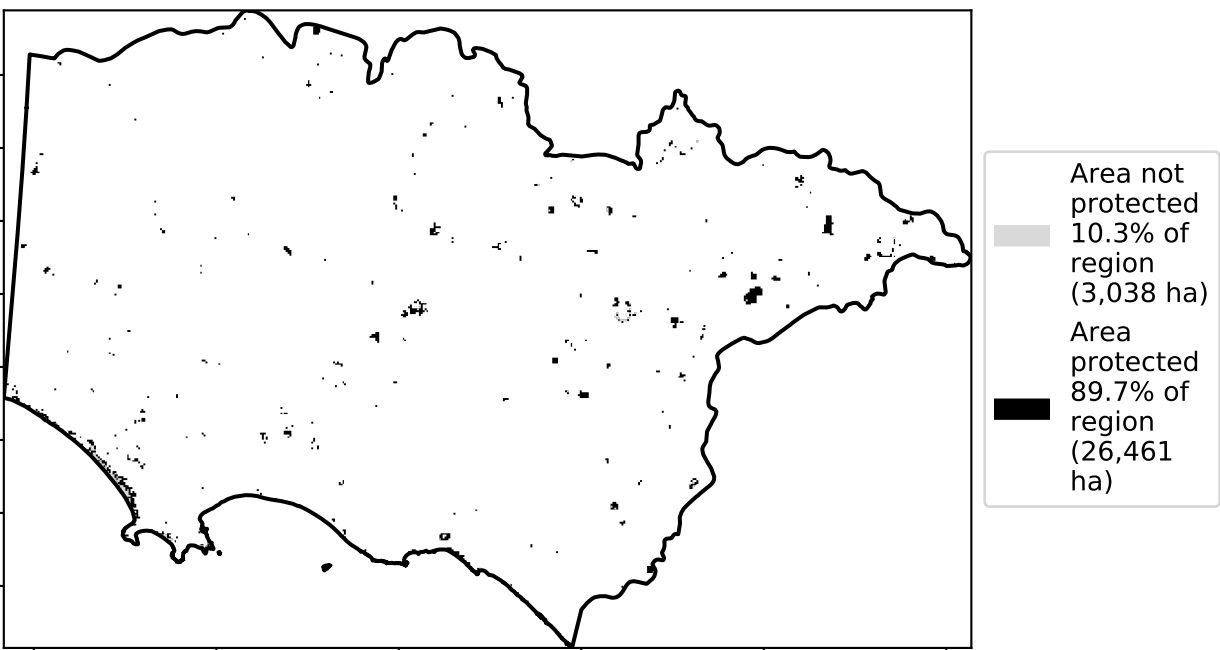 Area not
protected
10.3% of
region
(3,038 ha)
Area
protected
89.7% of
region
(26,461
ha)